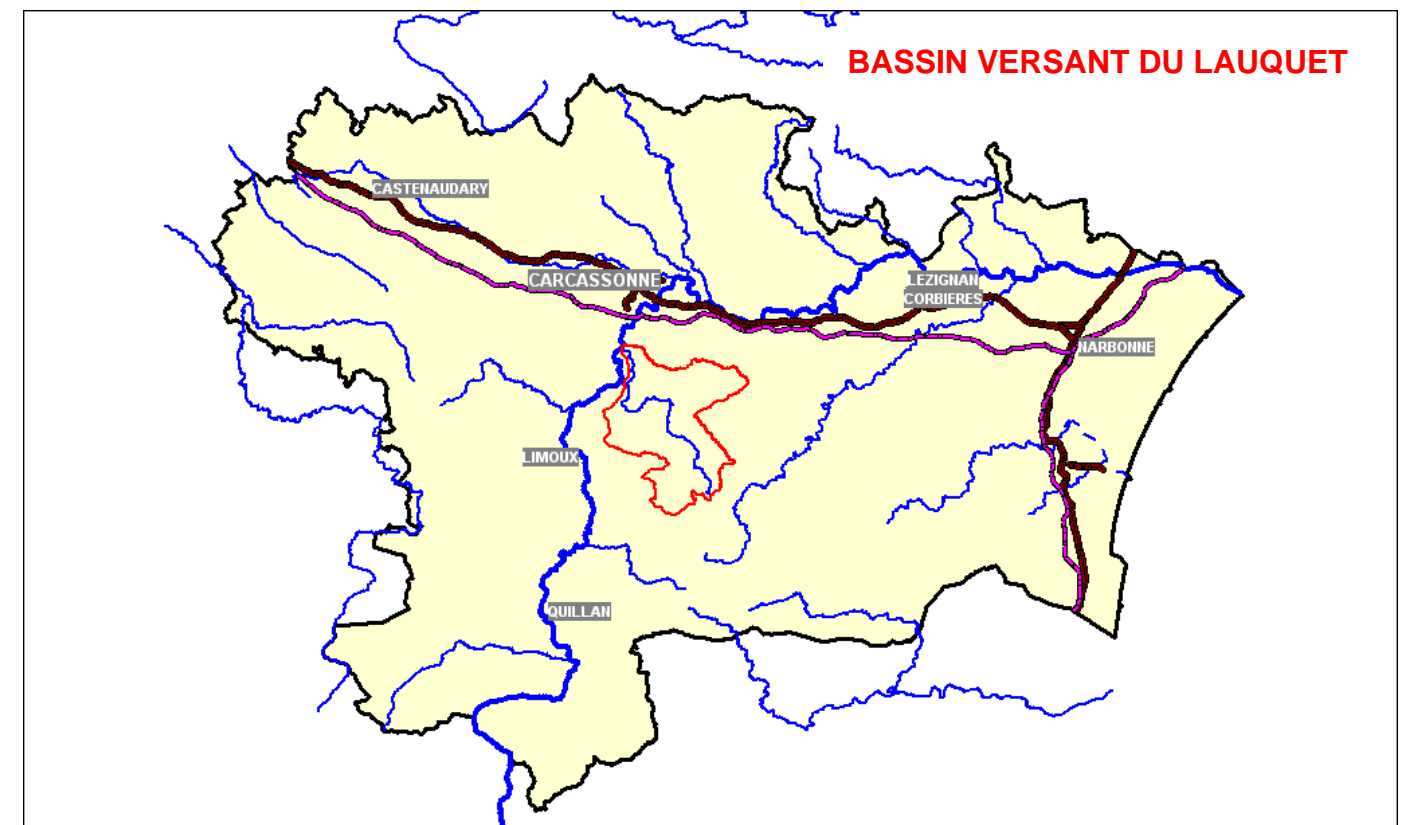 BASSIN VERSANT DU LAUQUET
CASTENAUDARY
CARCASSONNE
LEZIGNAN
CORBIERES
NARBONNE
LIMOUX
QUILLAN